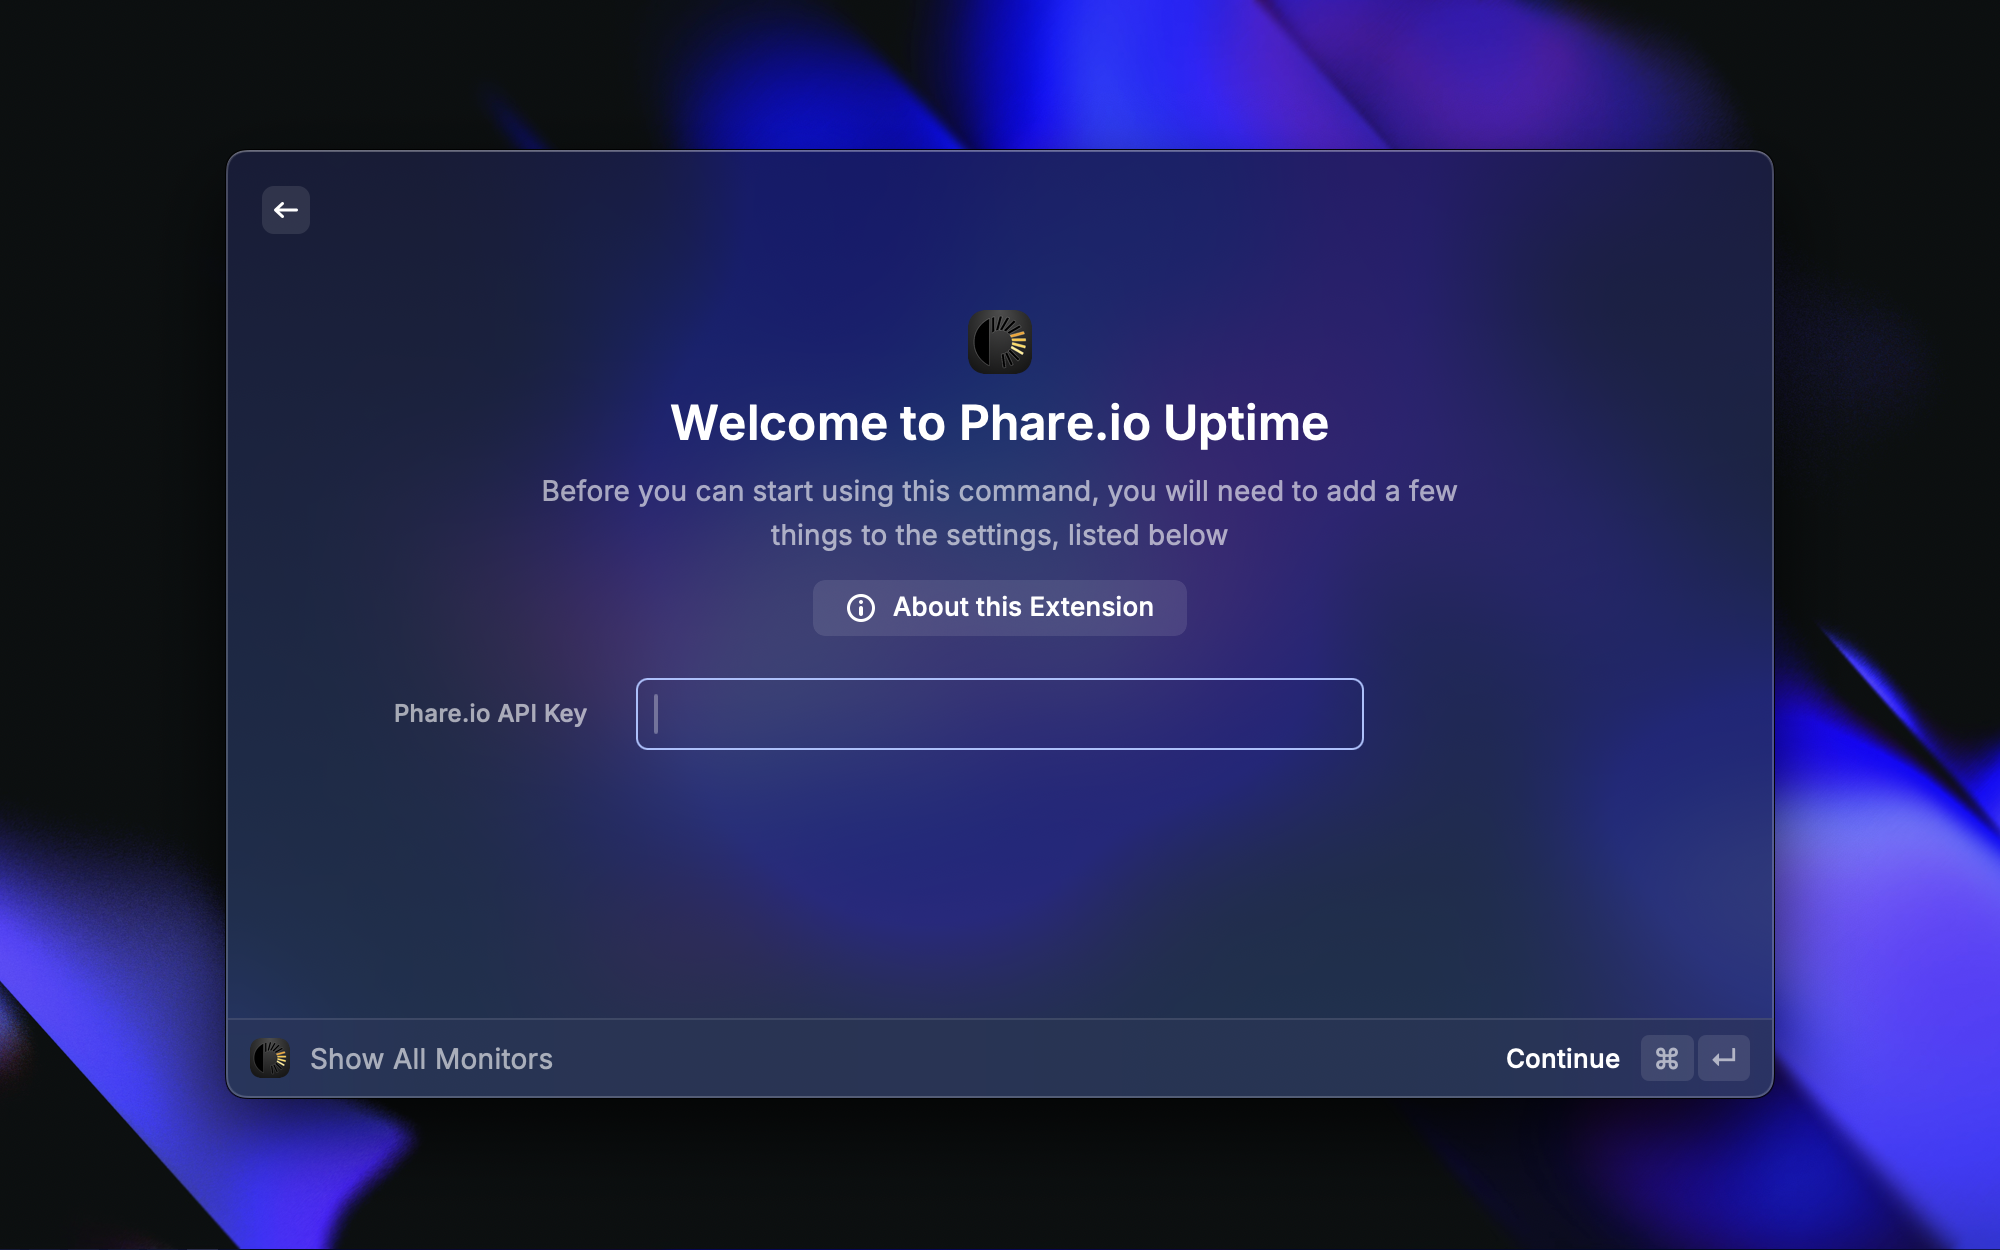 Welcome to Phare.io Uptime
Before you can start using this command, you will need to add a few
things to the settings, listed below
About this Extension
Phare.io API Key
Show All Monitors
Continue ⌘ ↵